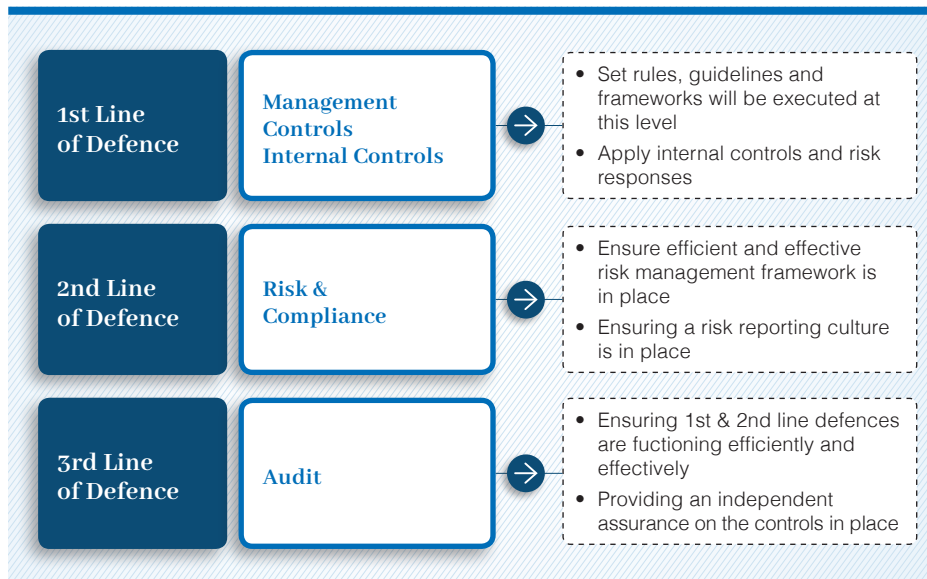 1st Line
of Defence
Management
Controls
Internal Controls
• Set rules, guidelines and
frameworks will be executed at
this level
• Apply internal controls and risk
responses
2nd Line
of Defence
Risk &
Compliance
• Ensure efficient and effective
risk management framework is
in place
• Ensuring a risk reporting culture
is in place
3rd Line
of Defence
Audit
• Ensuring 1st & 2nd line defences
are fuctioning efficiently and
effectively
• Providing an independent
assurance on the controls in place